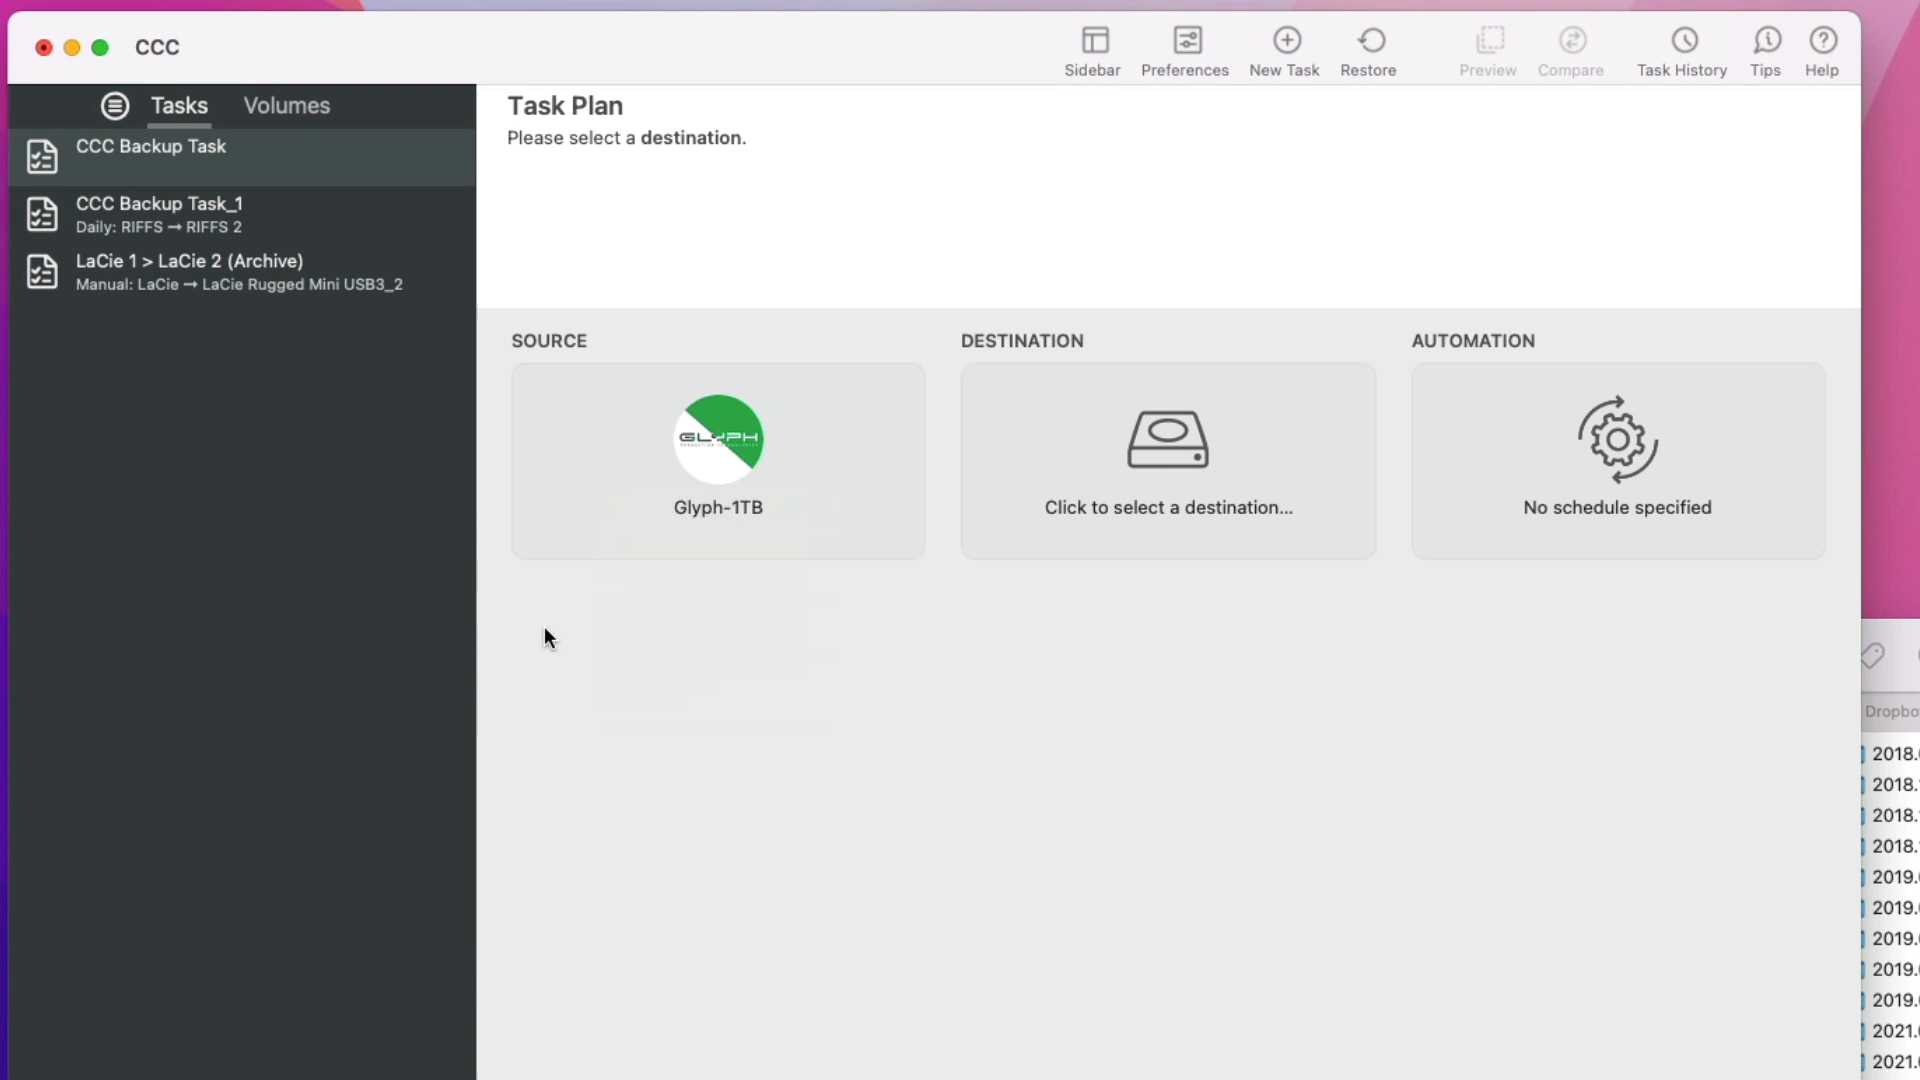 CCC
Sidebar
Preferences
New Task
Restore
Preview
Compare
Task History
Tips
Help
Tasks
Volumes
CCC Backup Task
CCC Backup Task_1
Daily: RIFFS → RIFFS 2
LaCie 1 > LaCie 2 (Archive)
Manual: LaCie → LaCie Rugged Mini USB3_2
Task Plan
Please select a destination.
SOURCE
DESTINATION
AUTOMATION
GLYPH
Glyph-1TB
Click to select a destination...
No schedule specified
Dropbo
2018.
2018.
2018.
2018.
2019.
2019.
2019.
2019.
2019.
2021.
2021.